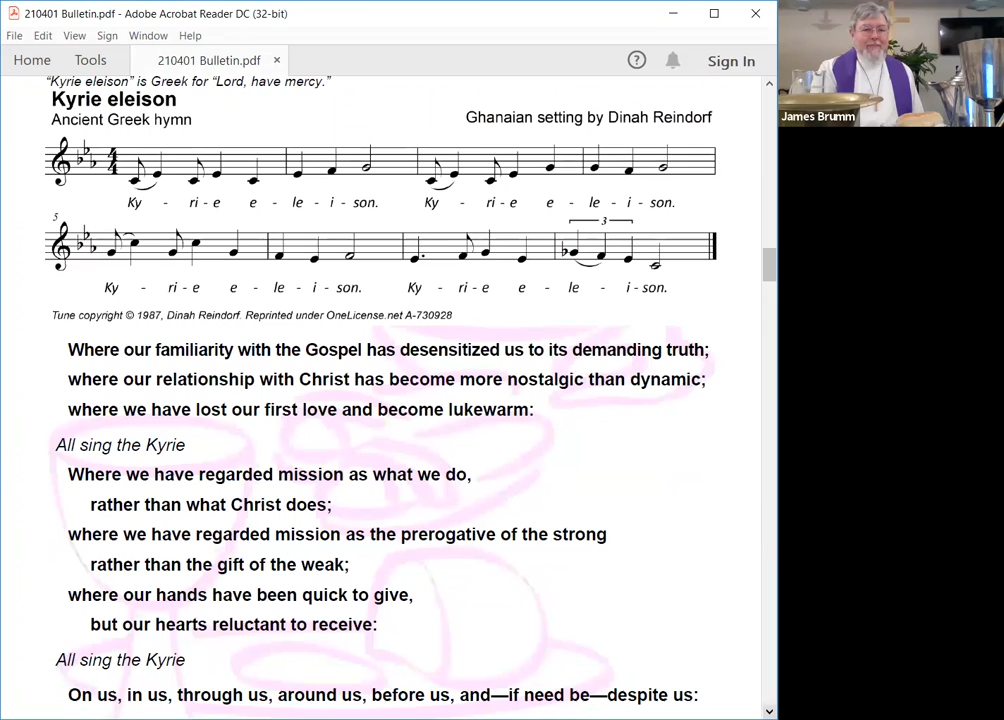 210401 Bulletin.pdf - Adobe Acrobat Reader DC (32-bit)
File Edit View Sign Window Help
Home Tools 210401 Bulletin.pdf × ? Sign In
James Brumm
“Kyrie eleison” is Greek for “Lord, have mercy.”
Kyrie eleison
Ancient Greek hymn
Ghanaian setting by Dinah Reindorf
Ky - ri - e e - le - i - son. Ky - ri - e e - le - i - son.
5
3
Ky - ri - e e - le - i - son. Ky - ri - e e - le - i - son.
Tune copyright © 1987, Dinah Reindorf. Reprinted under OneLicense.net A-730928
Where our familiarity with the Gospel has desensitized us to its demanding truth;
where our relationship with Christ has become more nostalgic than dynamic;
where we have lost our first love and become lukewarm:
All sing the Kyrie
Where we have regarded mission as what we do,
rather than what Christ does;
where we have regarded mission as the prerogative of the strong
rather than the gift of the weak;
where our hands have been quick to give,
but our hearts reluctant to receive:
All sing the Kyrie
On us, in us, through us, around us, before us, and—if need be—despite us: